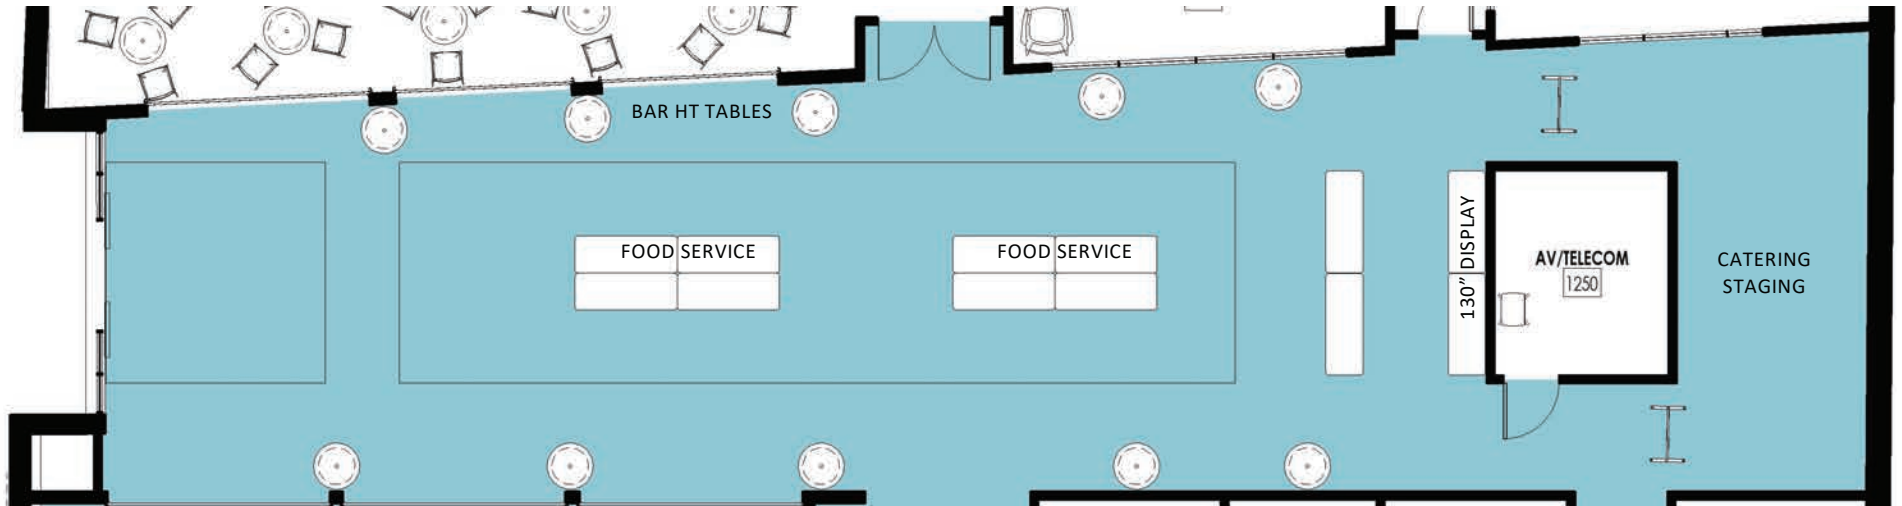 BAR HT TABLES
FOOD SERVICE
FOOD SERVICE
130” DISPLAY
AV/TELECOM
1250
CATERING
STAGING